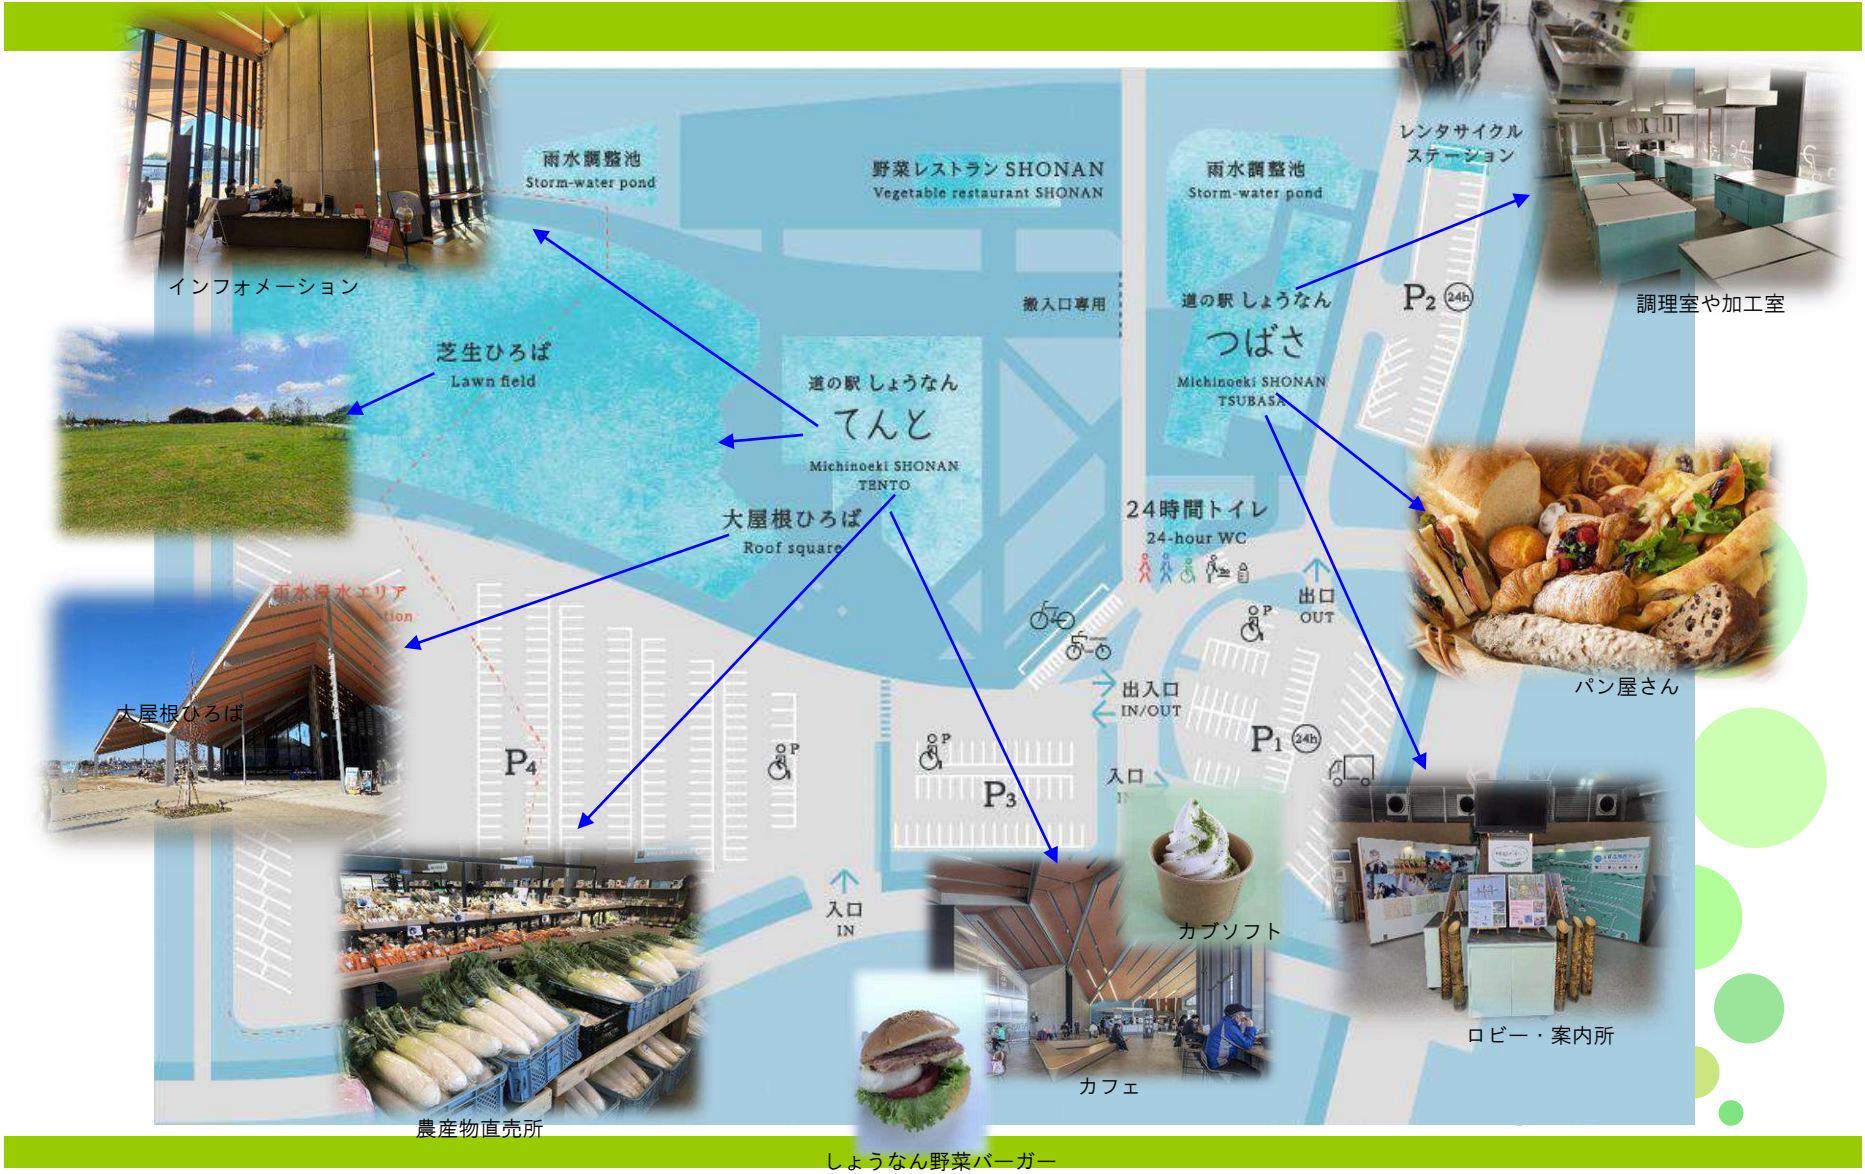 雨水調整池
Storm-water pond
野菜レストラン SHONAN
Vegetable restaurant SHONAN
雨水調整池
Storm-water pond
レンタサイクル
ステーション
インフォメーション
搬入口専用
道の駅 しょうなん
つばさ
Michinoeki SHONAN
TSUBASA
P2 24h
調理室や加工室
芝生ひろば
Lawn field
道の駅 しょうなん
てんと
Michinoeki SHONAN
TENTO
大屋根ひろば
Roof square
24時間トイレ
24-hour WC
出口
OUT
P
雨水浸水エリア
tion
大屋根ひろば
出入口
IN/OUT
パン屋さん
P4
P
P
P3
P1 24h
入口
入口
IN
カブソフト
カフェ
ロビー・案内所
農産物直売所
しょうなん野菜バーガー